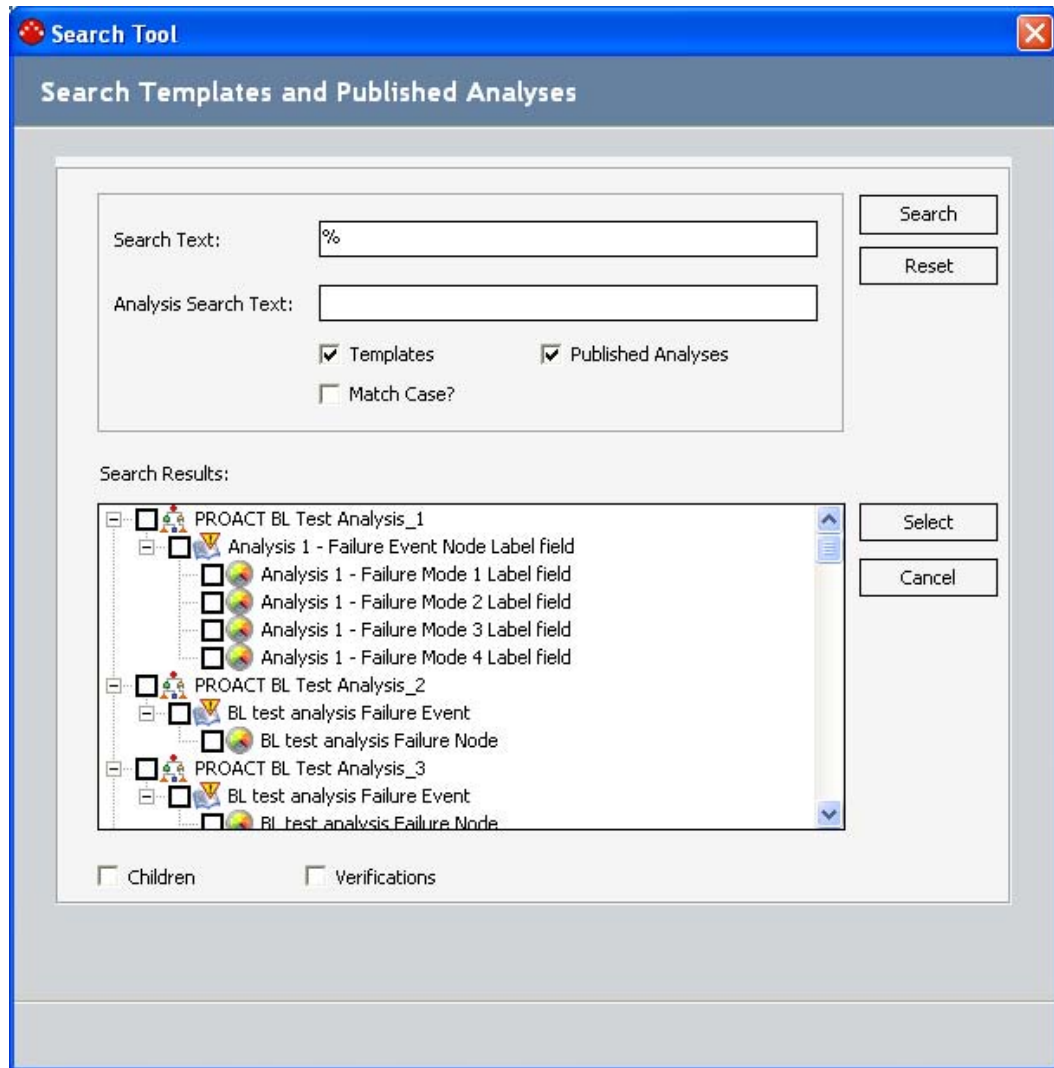 Search Tool
Search Templates and Published Analyses
Search Text:
%
Search
Reset
Analysis Search Text:
Templates
Published Analyses
Match Case?
Search Results:
PROACT BL Test Analysis_1
Analysis 1 - Failure Event Node Label field
Analysis 1 - Failure Mode 1 Label field
Analysis 1 - Failure Mode 2 Label field
Analysis 1 - Failure Mode 3 Label field
Analysis 1 - Failure Mode 4 Label field
PROACT BL Test Analysis_2
BL test analysis Failure Event
BL test analysis Failure Node
PROACT BL Test Analysis_3
BL test analysis Failure Event
BL test analysis Failure Node
Select
Cancel
Children
Verifications